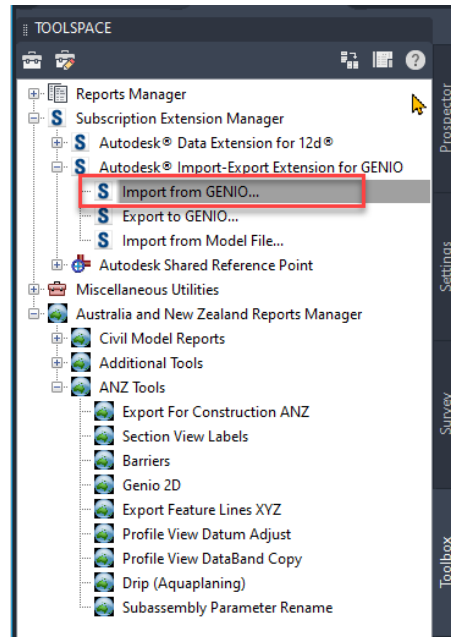 TOOLSPACE
Reports Manager
Subscription Extension Manager
Autodesk® Data Extension for 12d®
Autodesk® Import-Export Extension for GENIO
Import from GENIO...
Export to GENIO...
Import from Model File...
Autodesk Shared Reference Point
Miscellaneous Utilities
Australia and New Zealand Reports Manager
Civil Model Reports
Additional Tools
ANZ Tools
Export For Construction ANZ
Section View Labels
Barriers
Genio 2D
Export Feature Lines XYZ
Profile View Datum Adjust
Profile View DataBand Copy
Drip (Aquaplaning)
Subassembly Parameter Rename
Prospector
Settings
Survey
Toolbox